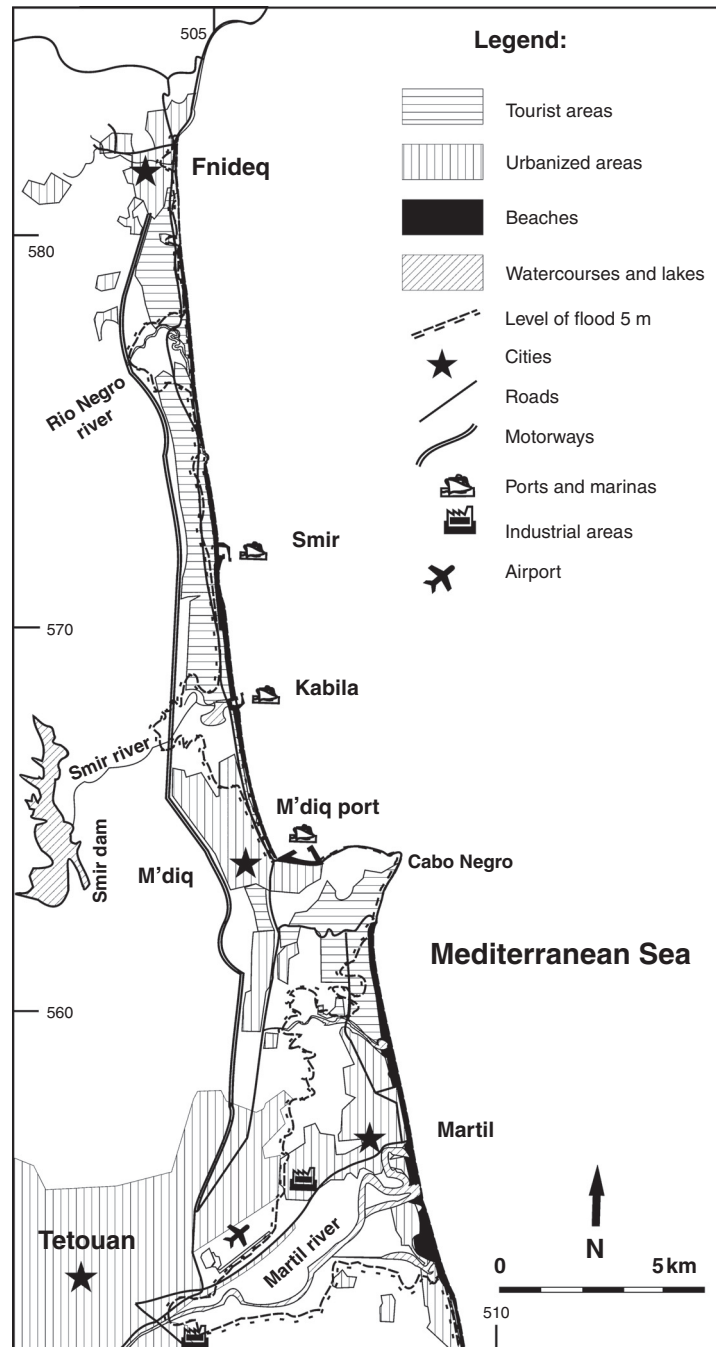 505
Legend:
Tourist areas
Urbanized areas
Fnideq
Beaches
580
Watercourses and lakes
Level of flood 5 m
Cities
Rio Negro
river
Roads
Motorways
Ports and marinas
Smir
Industrial areas
Airport
570
Kabila
Smir river
M'diq port
Smir dam
M'diq
Cabo Negro
Mediterranean Sea
560
Martil
Tetouan
Martil river
N
0 5 km
510